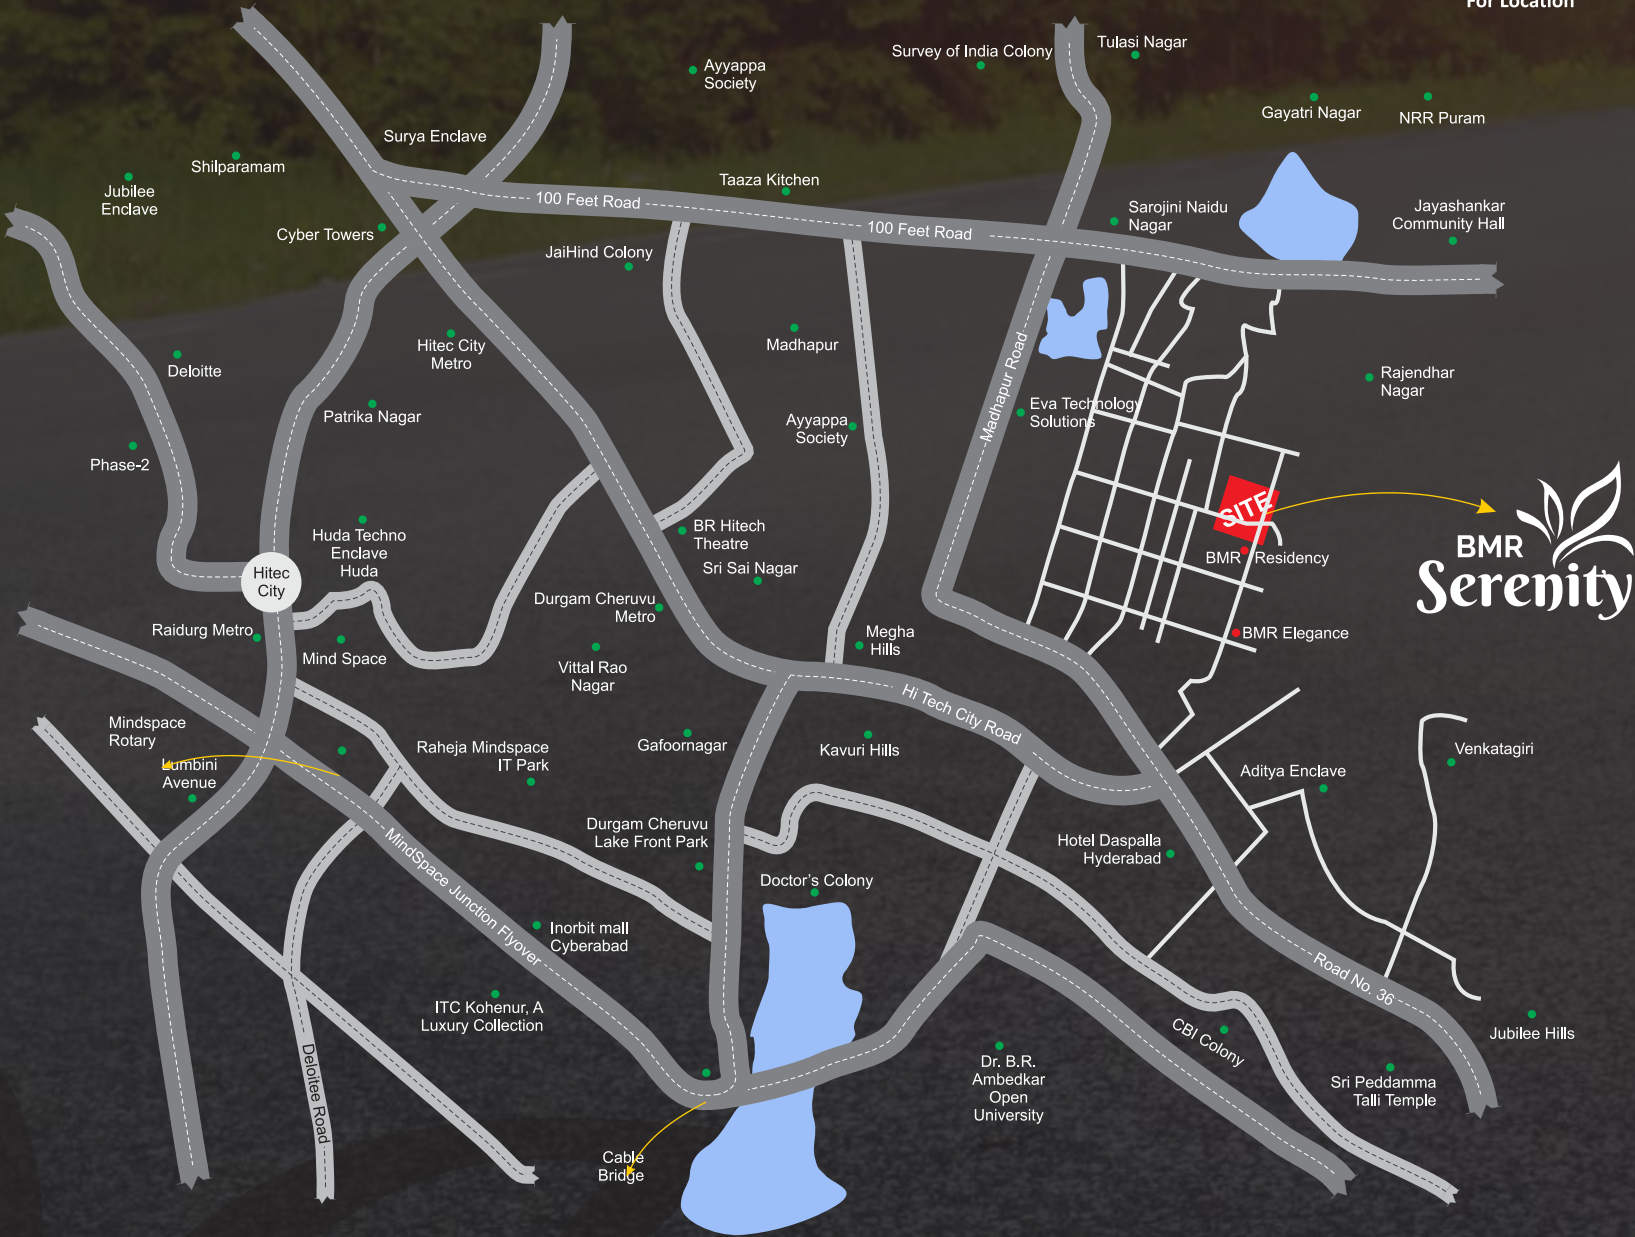 For Location
Tulasi Nagar
Survey of India Colony
Ayyappa
Society
Gayatri Nagar
NRR Puram
Surya Enclave
Shilparamam
Jubilee
Enclave
Taaza Kitchen
100 Feet Road
100 Feet Road
Sarojini Naidu
Nagar
Jayashankar
Community Hall
Cyber Towers
JaiHind Colony
Hitec City
Metro
Madhapur
Madhapur Road
Deloitte
Rajendhar
Nagar
Patrika Nagar
Ayyappa
Society
Eva Technology
Solutions
Phase-2
SITE
BMR
Serenity
BMR Residency
Huda Techno
Enclave
Huda
BR Hitech
Theatre
Sri Sai Nagar
Hitec
City
Durgam Cheruvu
Metro
Raidurg Metro
Mind Space
Megha
Hills
BMR Elegance
Vittal Rao
Nagar
Hi Tech City Road
Mindspace
Rotary
Lumbini
Avenue
Raheja Mindspace
IT Park
Gafoornagar
Kavuri Hills
Venkatagiri
Aditya Enclave
Durgam Cheruvu
Lake Front Park
Hotel Daspalla
Hyderabad
MindSpace Junction Flyover
Doctor's Colony
Inorbit mall
Cyberabad
Road No. 36
ITC Kohenur, A
Luxury Collection
CBI Colony
Jubilee Hills
Deloitee Road
Dr. B.R.
Ambedkar
Open
University
Sri Peddamma
Talli Temple
Cable
Bridge